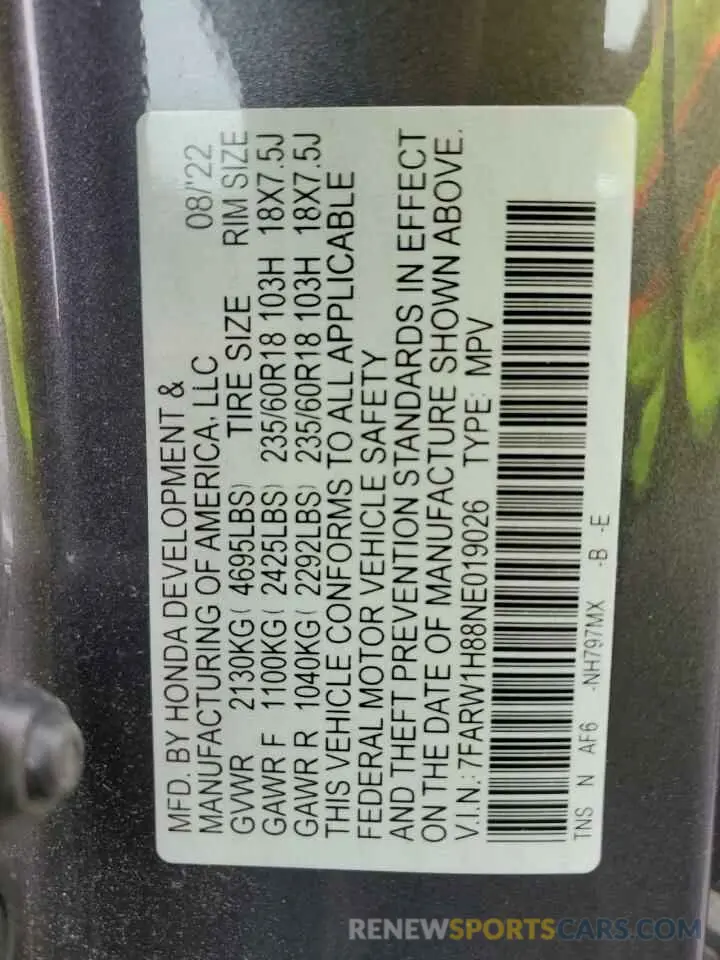 MFD. BY HONDA DEVELOPMENT & 08/'22
MANUFACTURING OF AMERICA, LLC
GVWR 2130KG( 4695LBS) TIRE SIZE RIM SIZE
GAWR F 1100KG( 2425LBS) 235/60R18 103H 18X7.5J
GAWR R 1040KG( 2292LBS) 235/60R18 103H 18X7.5J
THIS VEHICLE CONFORMS TO ALL APPLICABLE
FEDERAL MOTOR VEHICLE SAFETY
AND THEFT PREVENTION STANDARDS IN EFFECT
ON THE DATE OF MANUFACTURE SHOWN ABOVE.
V.I.N.: 7FARW1H88NE019026 TYPE: MPV
TNS N AF6 -NH797MX -B -E
RENEWSPORTSCARS.COM